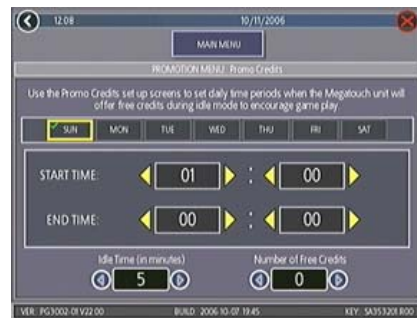 12:08 10/11/2006
MAIN MENU
PROMOTION MENU: Promo Credits
Use the Promo Credits set up screens to set daily time periods when the Megatouch unit will
offer free credits during idle mode to encourage game play.
SUN MON TUE WED THU FRI SAT
START TIME: 01 : 00
END TIME: 00 : 00
Idle Time (in minutes) Number of Free Credits
5 0
VER: PG3002-01 V22.00 BUILD 2006-10-07 19:45 KEY: SA353201 R00